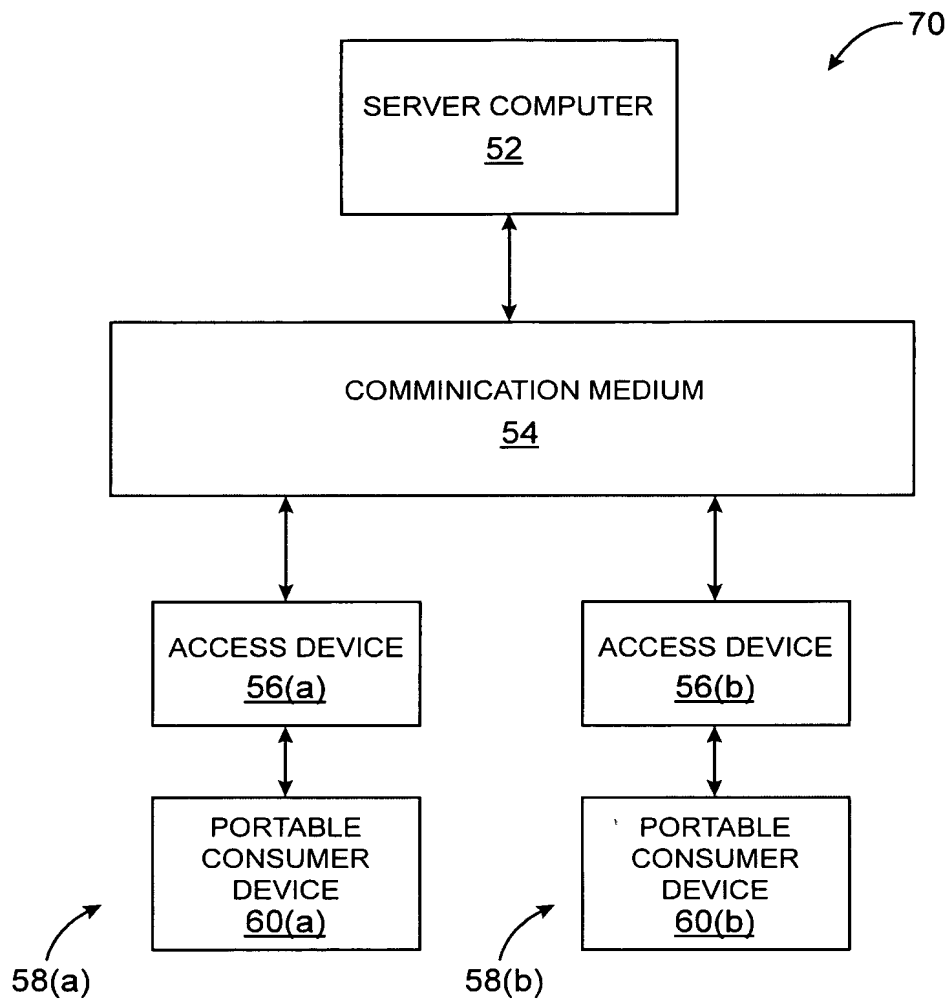 70
SERVER COMPUTER
52
COMMINICATION MEDIUM
54
ACCESS DEVICE
56(a)
ACCESS DEVICE
56(b)
PORTABLE
CONSUMER
DEVICE
60(a)
PORTABLE
CONSUMER
DEVICE
60(b)
58(a)
58(b)